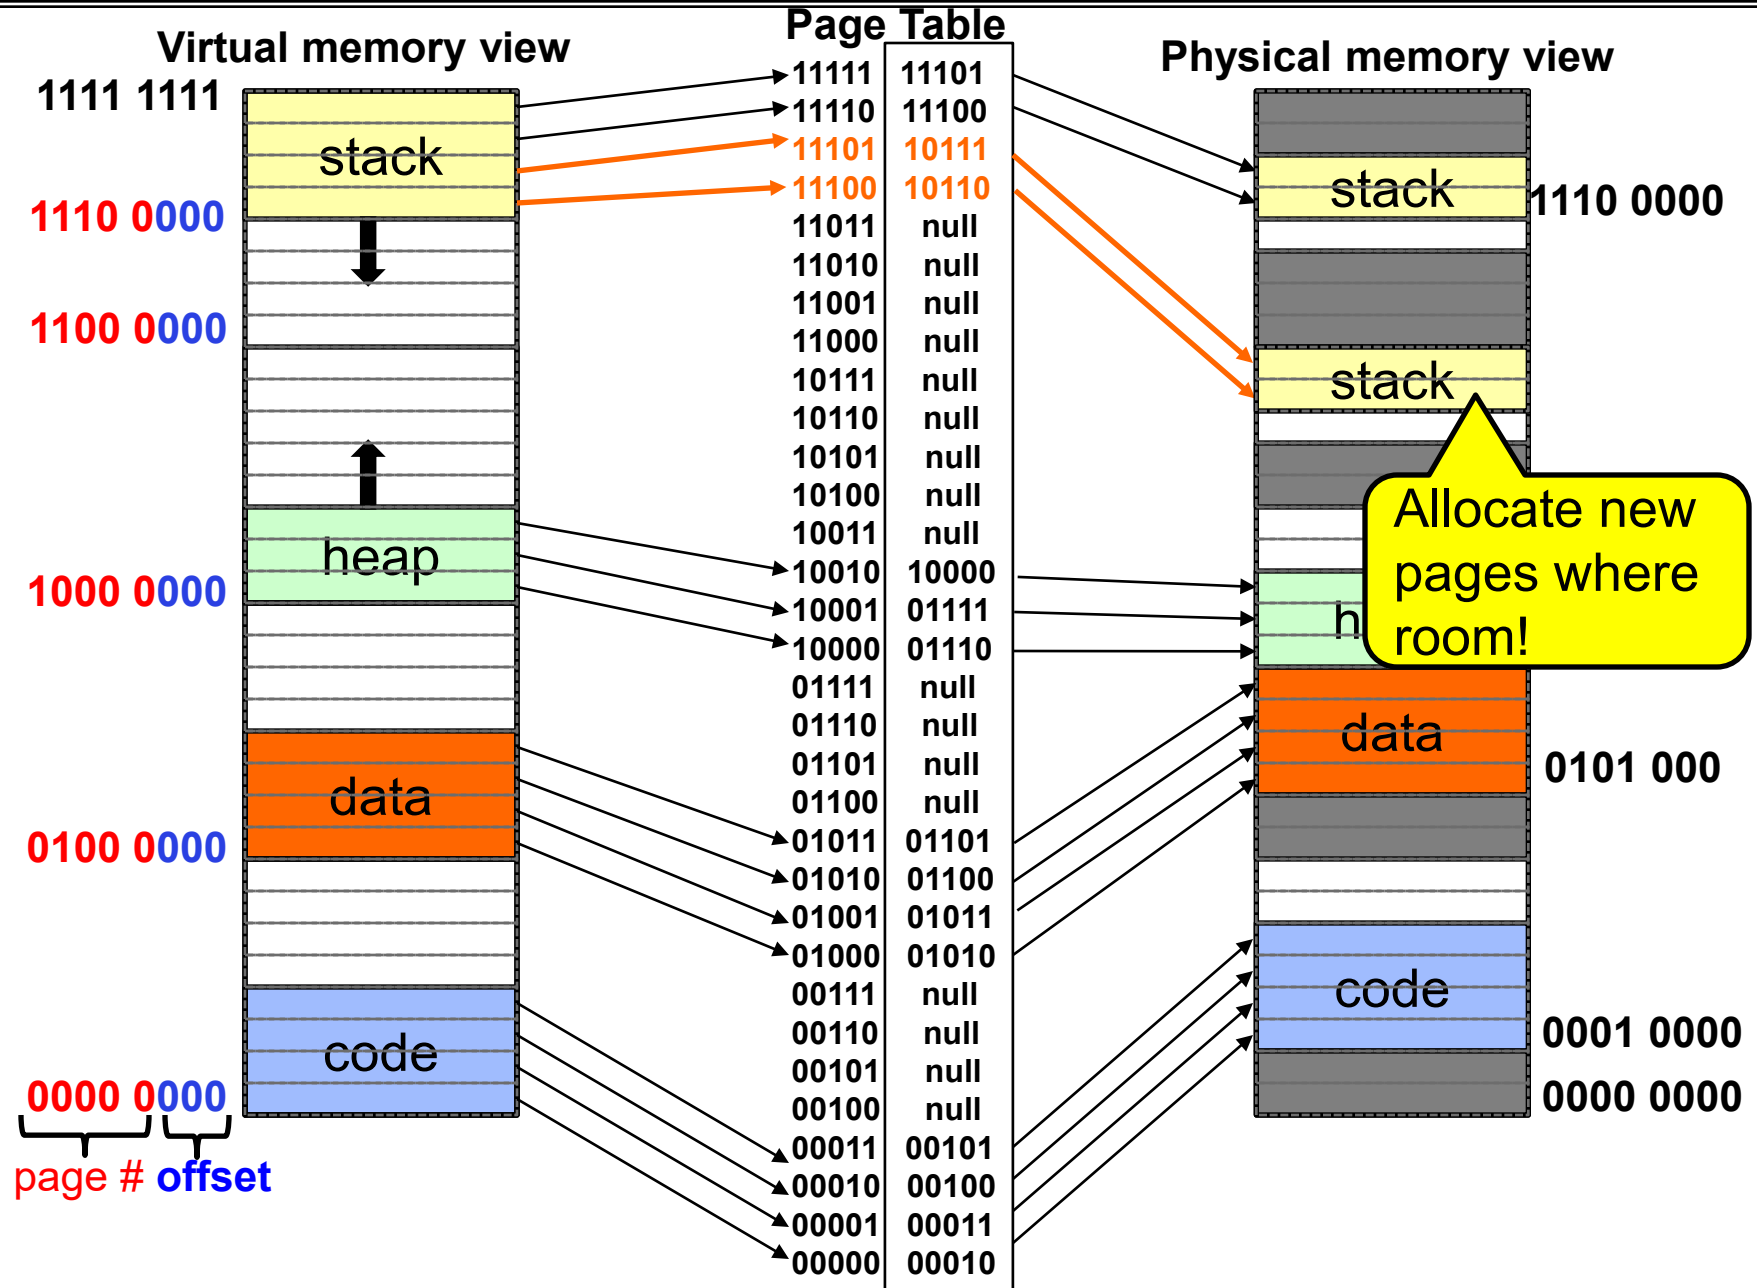 Page Table
Virtual memory view
Physical memory view
1111 1111
stack
1110 0000
1100 0000
heap
1000 0000
data
0100 0000
code
0000 0000
page # offset
11111 11101
11110 11100
11101 10111
11100 10110
11011 null
11010 null
11001 null
11000 null
10111 null
10110 null
10101 null
10100 null
10011 null
10010 10000
10001 01111
10000 01110
01111 null
01110 null
01101 null
01100 null
01011 01101
01010 01100
01001 01011
01000 01010
00111 null
00110 null
00101 null
00100 null
00011 00101
00010 00100
00001 00011
00000 00010
stack
1110 0000
stack
Allocate new
pages where
room!
h
data
0101 000
code
0001 0000
0000 0000